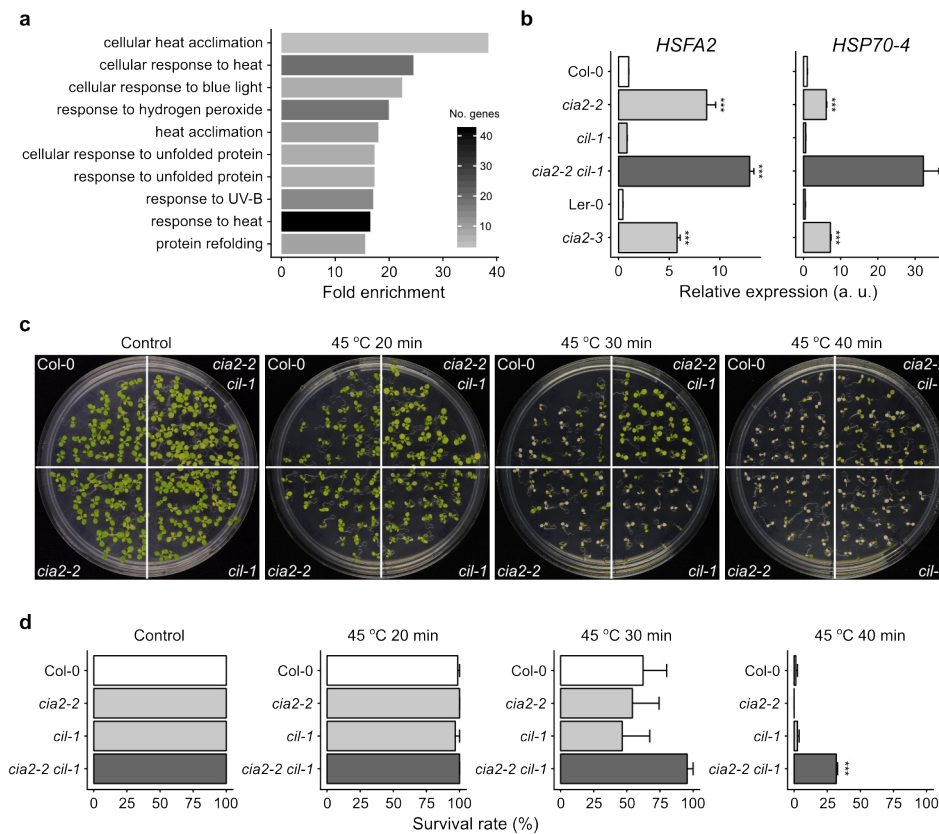 a
cellular heat acclimation
cellular response to heat
cellular response to blue light
response to hydrogen peroxide
heat acclimation
cellular response to unfolded protein
response to unfolded protein
response to UV-B
response to heat
protein refolding
0 10 20 30 40
Fold enrichment
No. genes
40
30
20
10
b
HSFA2 HSP70-4
Col-0
cia2-2 *** ***
cil-1
cia2-2 cil-1 ***
Ler-0
cia2-3 *** ***
0 5 10 0 10 20 30
Relative expression (a. u.)
c
Control 45 °C 20 min 45 °C 30 min 45 °C 40 min
Col-0 cia2-2 Col-0 cia2-2 Col-0 cia2-2 Col-0 cia2-2
cil-1 cil-1 cil-1 cil-
cia2-2 cil-1 cia2-2 cil-1 cia2-2 cil-1 cia2-2 cil-
d
Control 45 °C 20 min 45 °C 30 min 45 °C 40 min
Col-0 Col-0 Col-0 Col-0
cia2-2 cia2-2 cia2-2 cia2-2
cil-1 cil-1 cil-1 cil-1
cia2-2 cil-1 cia2-2 cil-1 cia2-2 cil-1 cia2-2 cil-1 ***
0 25 50 75 100 0 25 50 75 100 0 25 50 75 100 0 25 50 75 100
Survival rate (%)